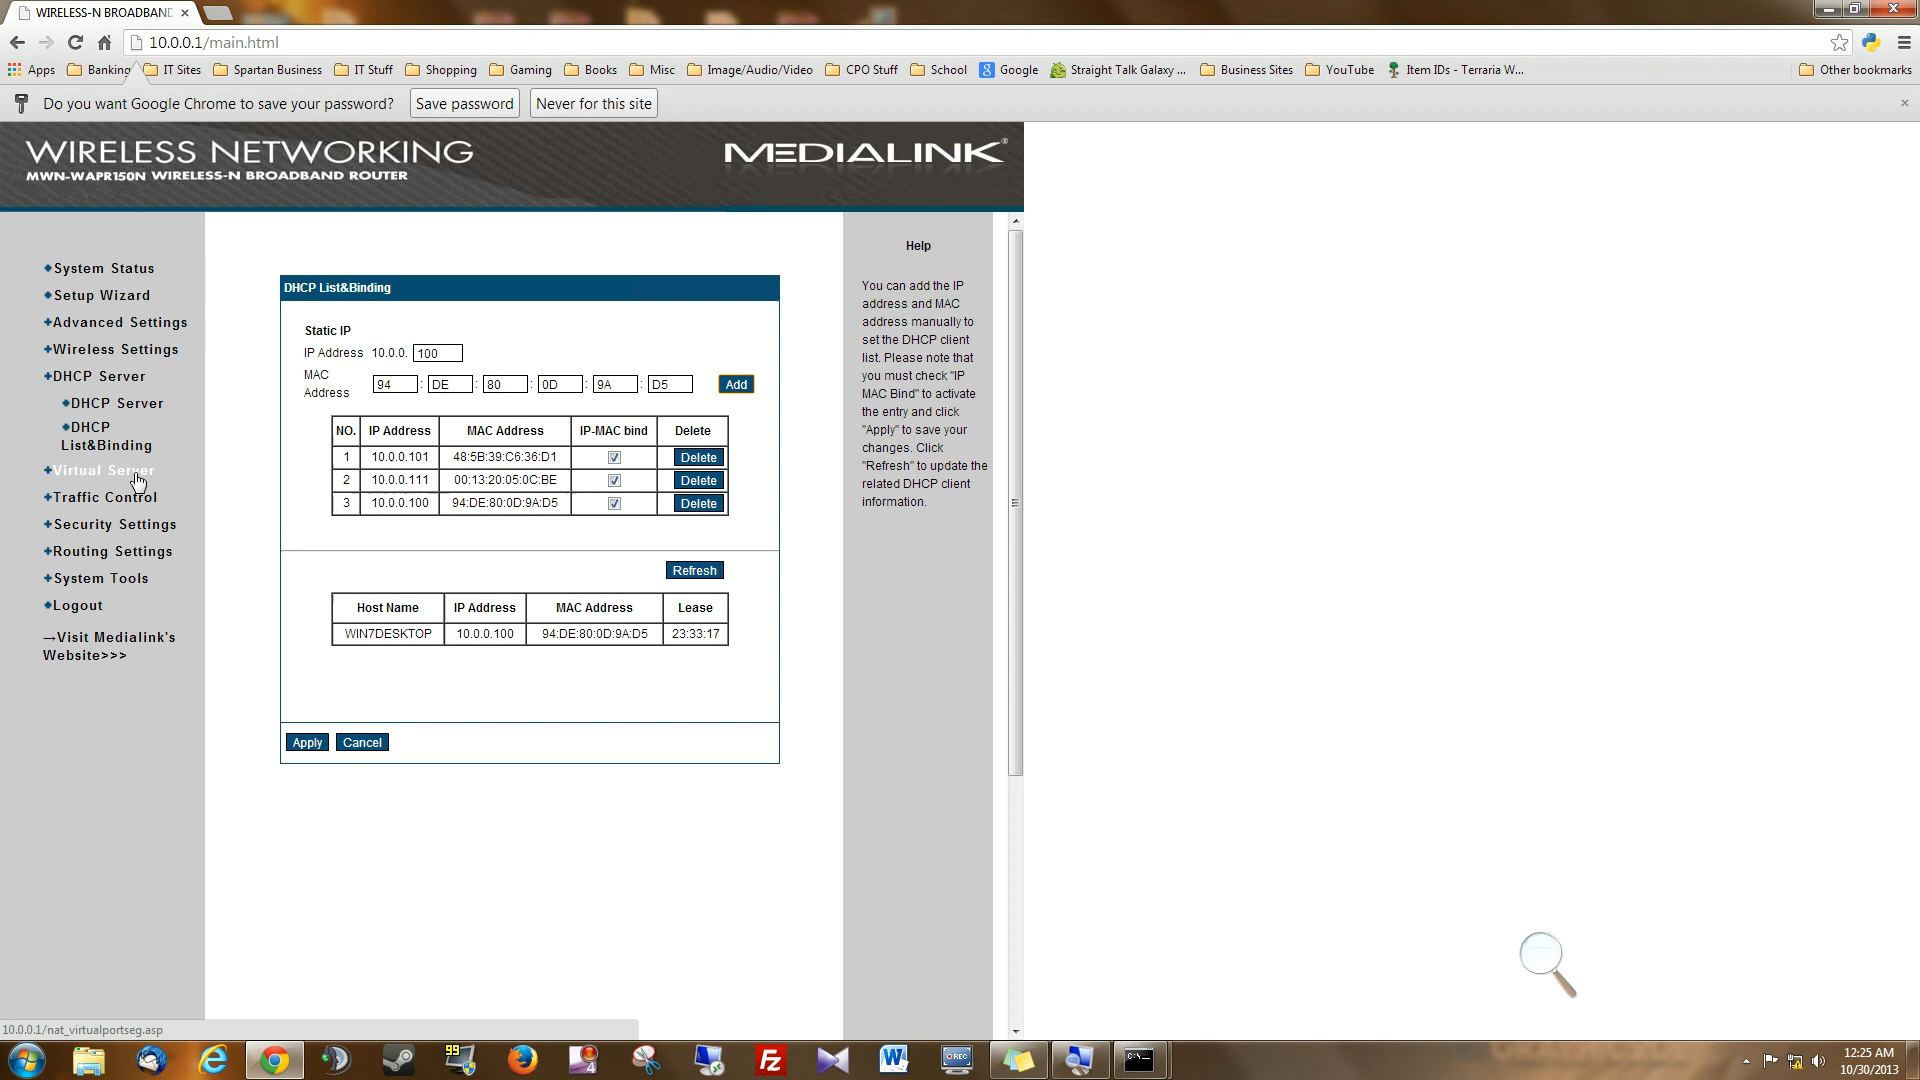 WIRELESS-N BROADBAND
10.0.0.1/main.html
Apps Banking IT Sites Spartan Business IT Stuff Shopping Gaming Books Misc Image/Audio/Video CPO Stuff School Google Straight Talk Galaxy ... Business Sites YouTube Item IDs - Terraria W... Other bookmarks
Do you want Google Chrome to save your password? Save password Never for this site
WIRELESS NETWORKING
MWN-WAPR150N WIRELESS-N BROADBAND ROUTER
MEDIALINK®
System Status
Setup Wizard
Advanced Settings
Wireless Settings
DHCP Server
DHCP Server
DHCP
List&Binding
Virtual Server
Traffic Control
Security Settings
Routing Settings
System Tools
Logout
→Visit Medialink's
Website>>>
DHCP List&Binding
Static IP
IP Address 10.0.0. 100
MAC
Address
94 : DE : 80 : 0D : 9A : D5 Add
NO. IP Address MAC Address IP-MAC bind Delete
1 10.0.0.101 48:5B:39:C6:36:D1 Delete
2 10.0.0.111 00:13:20:05:0C:BE Delete
3 10.0.0.100 94:DE:80:0D:9A:D5 Delete
Refresh
Host Name IP Address MAC Address Lease
WIN7DESKTOP 10.0.0.100 94:DE:80:0D:9A:D5 23:33:17
Apply Cancel
Help
You can add the IP
address and MAC
address manually to
set the DHCP client
list. Please note that
you must check "IP
MAC Bind" to activate
the entry and click
"Apply" to save your
changes. Click
"Refresh" to update the
related DHCP client
information.
10.0.0.1/nat_virtualportseg.asp
99
4
REC
C:\
12:25 AM
10/30/2013